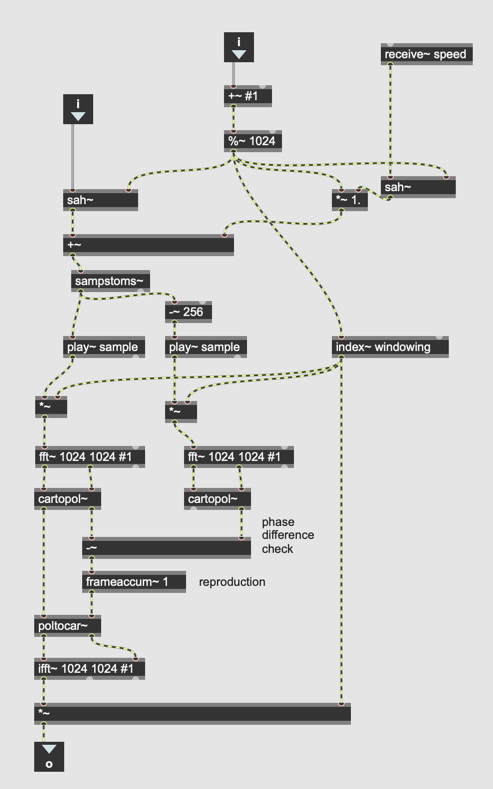 i
receive~ speed
+~ #1
i
%~ 1024
sah~
sah~
*~ 1.
+~
sampstoms~
-~ 256
play~ sample
play~ sample
index~ windowing
*~
*~
fft~ 1024 1024 #1
fft~ 1024 1024 #1
cartopol~
cartopol~
phase
difference
check
-~
frameaccum~ 1
reproduction
poltocar~
ifft~ 1024 1024 #1
*~
o